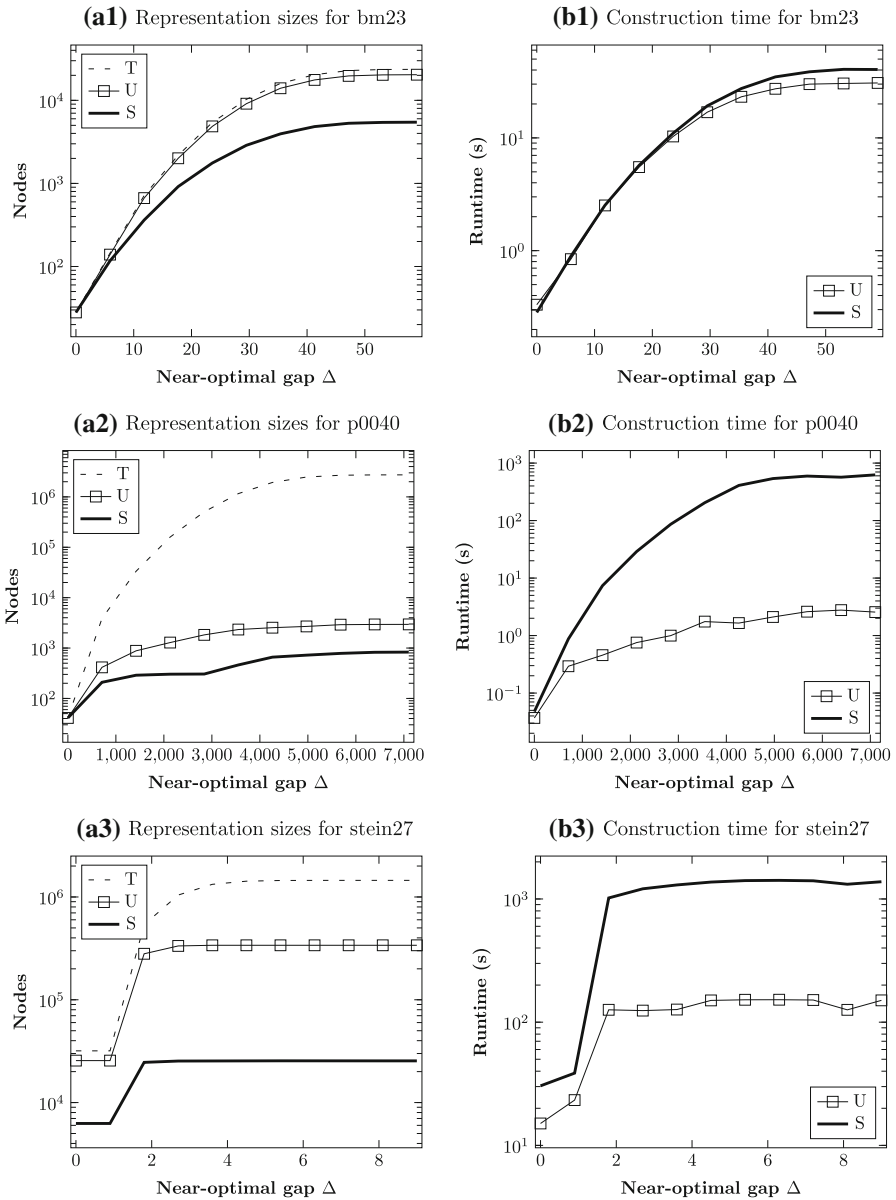 (a1) Representation sizes for bm23
T
U
S
10^4
10^3
10^2
Nodes
0 10 20 30 40 50
Near-optimal gap Δ
(b1) Construction time for bm23
10^1
10^0
Runtime (s)
U
S
0 10 20 30 40 50
Near-optimal gap Δ
(a2) Representation sizes for p0040
T
U
S
10^6
10^5
10^4
10^3
10^2
Nodes
0 1,000 2,000 3,000 4,000 5,000 6,000 7,000
Near-optimal gap Δ
(b2) Construction time for p0040
10^3
10^2
10^1
10^0
10^−1
Runtime (s)
U
S
0 1,000 2,000 3,000 4,000 5,000 6,000 7,000
Near-optimal gap Δ
(a3) Representation sizes for stein27
T
U
S
10^6
10^5
10^4
Nodes
0 2 4 6 8
Near-optimal gap Δ
(b3) Construction time for stein27
10^3
10^2
10^1
Runtime (s)
U
S
0 2 4 6 8
Near-optimal gap Δ